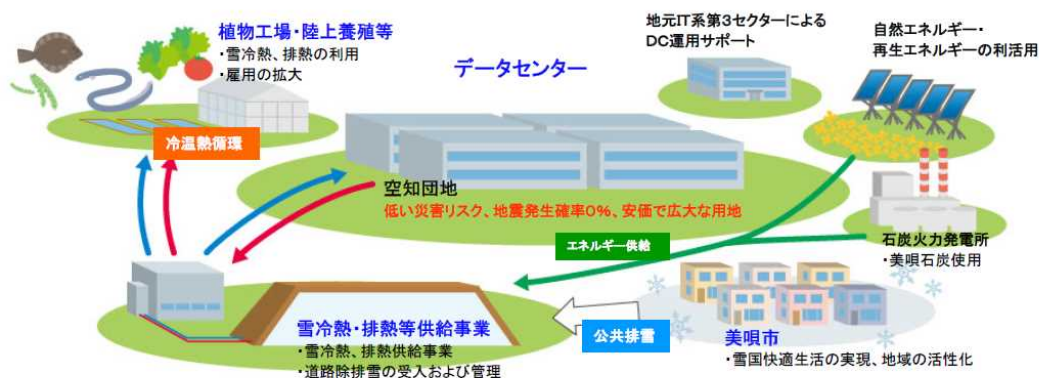 植物工場・陸上養殖等
・雪冷熱、排熱の利用
・雇用の拡大
冷温熱循環
データセンター
地元IT系第3セクターによる
DC運用サポート
自然エネルギー・
再生エネルギーの利活用
空知団地
低い災害リスク、地震発生確率0%、安価で広大な用地
エネルギー供給
石炭火力発電所
・美唄石炭使用
雪冷熱・排熱等供給事業
・雪冷熱、排熱供給事業
・道路除排雪の受入および管理
公共排雪
美唄市
・雪国快適生活の実現、地域の活性化